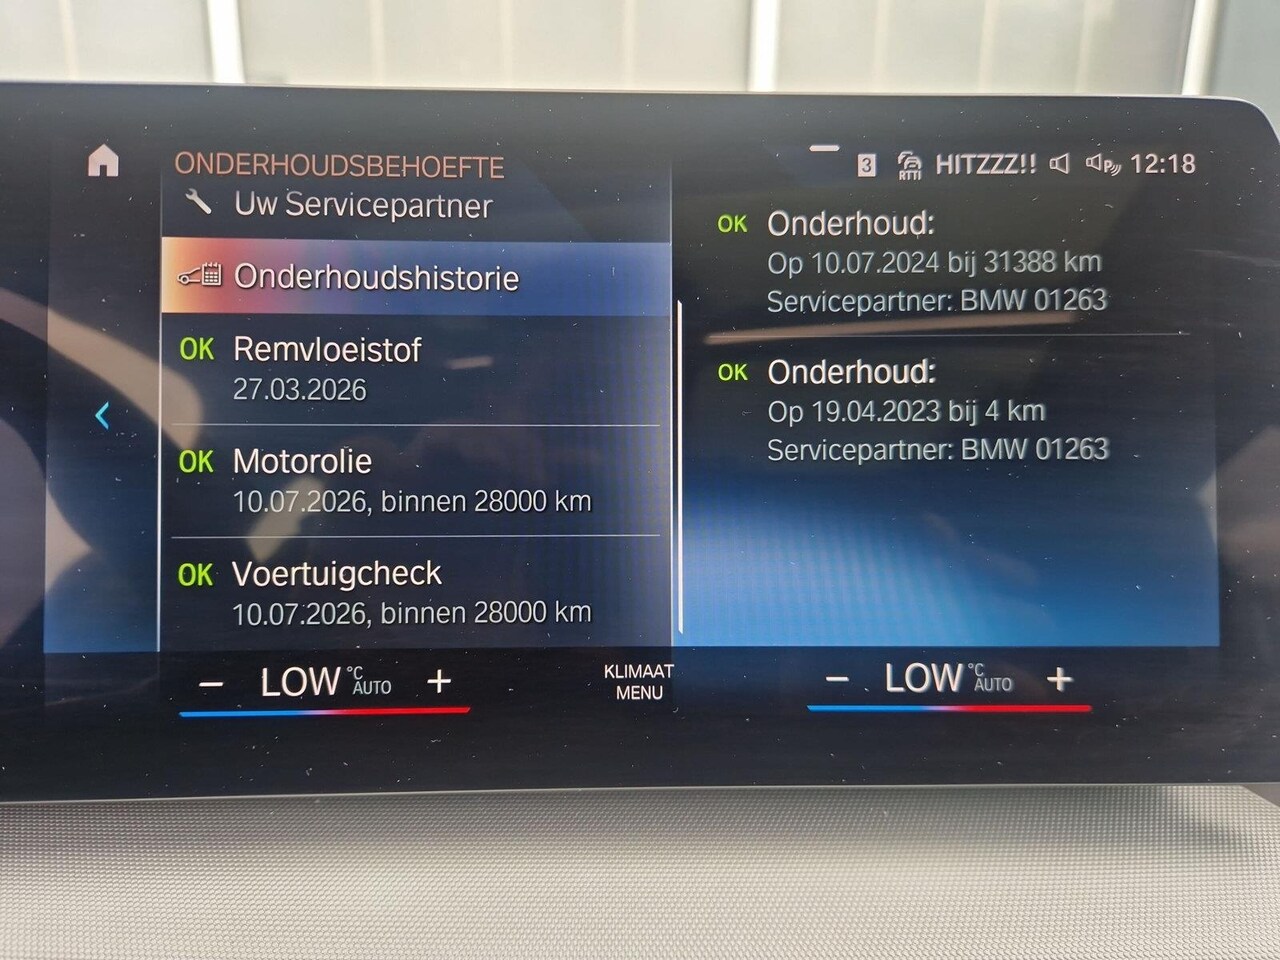 ONDERHOUDSBEHOEFTE
3 RTTI HITZZZ!! P 12:18
Uw Servicepartner
Onderhoudshistorie
OK Remvloeistof
27.03.2026
OK Motorolie
10.07.2026, binnen 28000 km
OK Voertuigcheck
10.07.2026, binnen 28000 km
OK Onderhoud:
Op 10.07.2024 bij 31388 km
Servicepartner: BMW 01263
OK Onderhoud:
Op 19.04.2023 bij 4 km
Servicepartner: BMW 01263
– LOW °C AUTO +
KLIMAAT
MENU
– LOW °C AUTO +